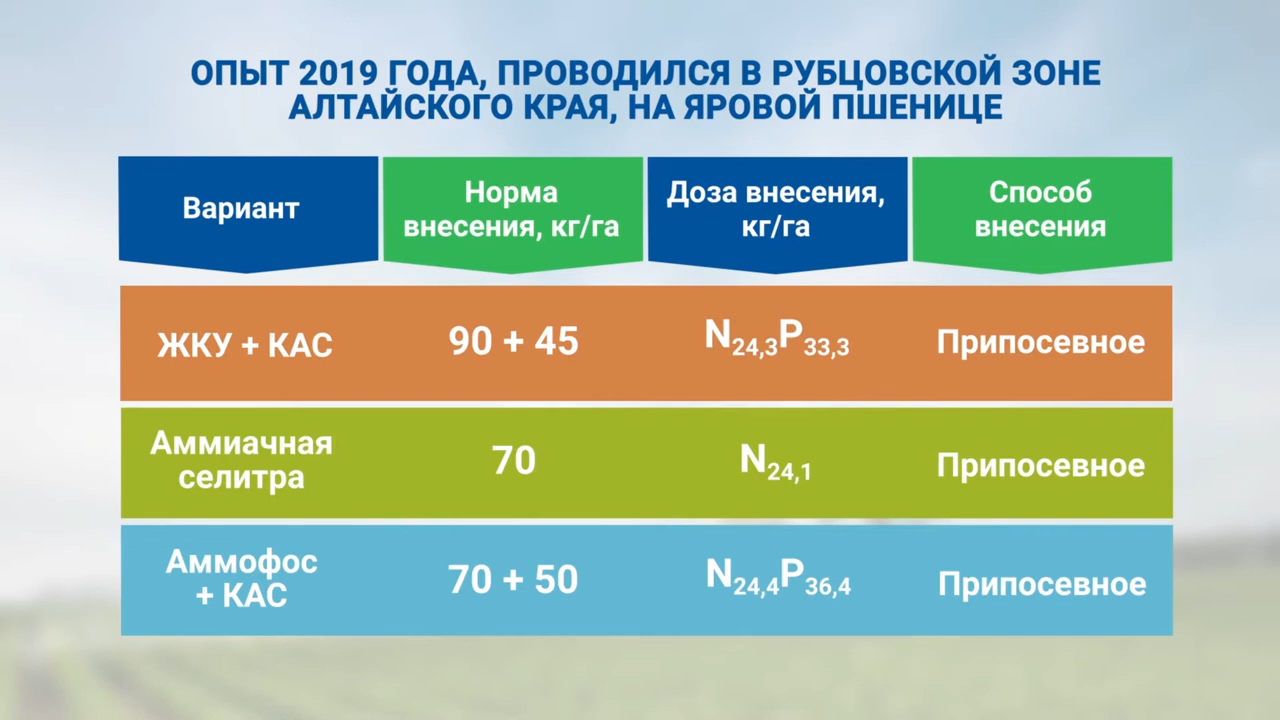 ОПЫТ 2019 ГОДА, ПРОВОДИЛСЯ В РУБЦОВСКОЙ ЗОНЕ
АЛТАЙСКОГО КРАЯ, НА ЯРОВОЙ ПШЕНИЦЕ
Вариант
Норма
внесения, кг/га
Доза внесения,
кг/га
Способ
внесения
ЖКУ + КАС
90 + 45
N24,3P33,3
Припосевное
Аммиачная
селитра
70
N24,1
Припосевное
Аммофос
+ КАС
70 + 50
N24,4P36,4
Припосевное